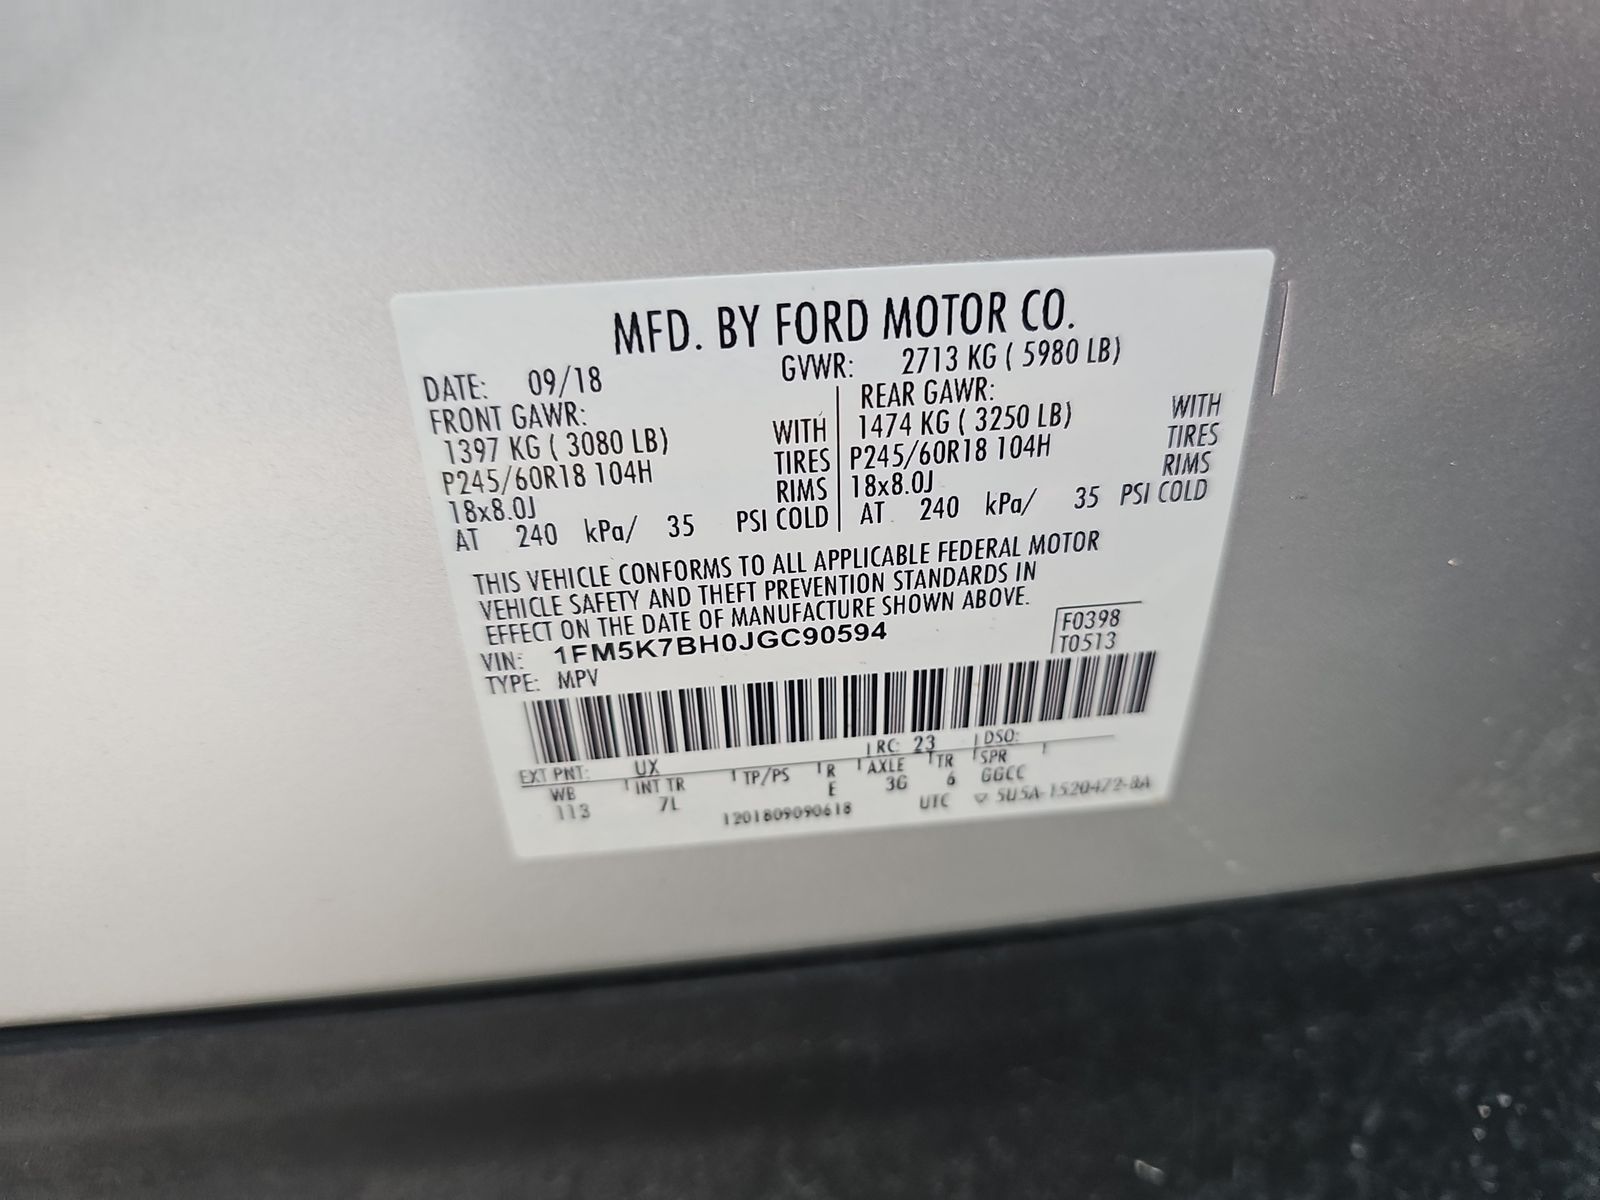 MFD. BY FORD MOTOR CO.
DATE: 09/18 GVWR: 2713 KG ( 5980 LB)
FRONT GAWR:
1397 KG ( 3080 LB) WITH
P245/60R18 104H TIRES
18x8.0J RIMS
AT 240 kPa/ 35 PSI COLD
REAR GAWR:
1474 KG ( 3250 LB) WITH
P245/60R18 104H TIRES
18x8.0J RIMS
AT 240 kPa/ 35 PSI COLD
THIS VEHICLE CONFORMS TO ALL APPLICABLE FEDERAL MOTOR
VEHICLE SAFETY AND THEFT PREVENTION STANDARDS IN
EFFECT ON THE DATE OF MANUFACTURE SHOWN ABOVE.
VIN: 1FM5K7BH0JGC90594
TYPE: MPV
F0398
T0513
EXT PNT: UX RC: 23 DSO:
WB INT TR TP/PS R AXLE TR SPR
113 7L E 3G 6 GGCC
1201809090618 UTC 5U5A-1520472-BA